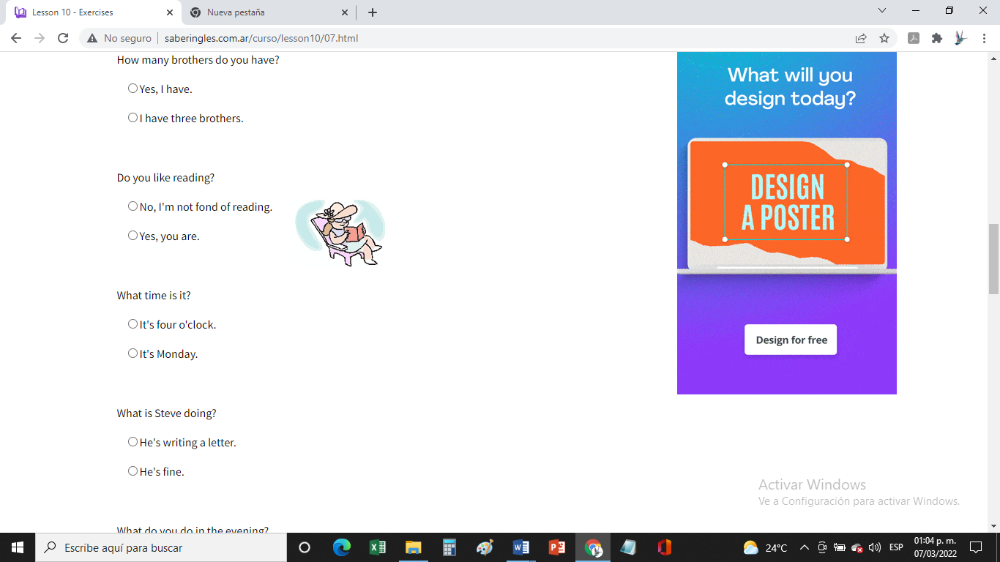 Lesson 10 - Exercises
Nueva pestaña
No seguro
saberingles.com.ar/curso/lesson10/07.html
How many brothers do you have?
Yes, I have.
I have three brothers.
Do you like reading?
No, I'm not fond of reading.
Yes, you are.
What time is it?
It's four o'clock.
It's Monday.
What is Steve doing?
He's writing a letter.
He's fine.
What do you do in the evening?
What will you
design today?
DESIGN
A POSTER
Design for free
Activar Windows
Ve a Configuración para activar Windows.
Escribe aquí para buscar
24°C
ESP
01:04 p. m.
07/03/2022